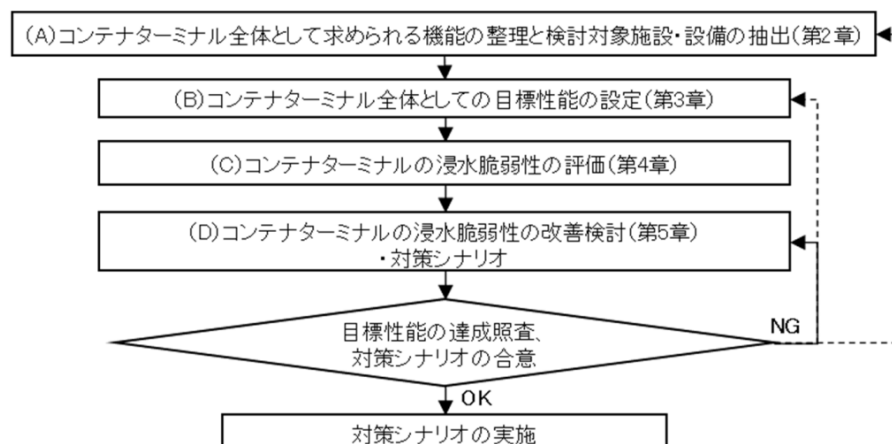 (A)コンテナターミナル全体として求められる機能の整理と検討対象施設・設備の抽出(第2章)
(B)コンテナターミナル全体としての目標性能の設定(第3章)
(C)コンテナターミナルの浸水脆弱性の評価(第4章)
(D)コンテナターミナルの浸水脆弱性の改善検討(第5章)
・対策シナリオ
目標性能の達成照査、
対策シナリオの合意
NG
OK
対策シナリオの実施